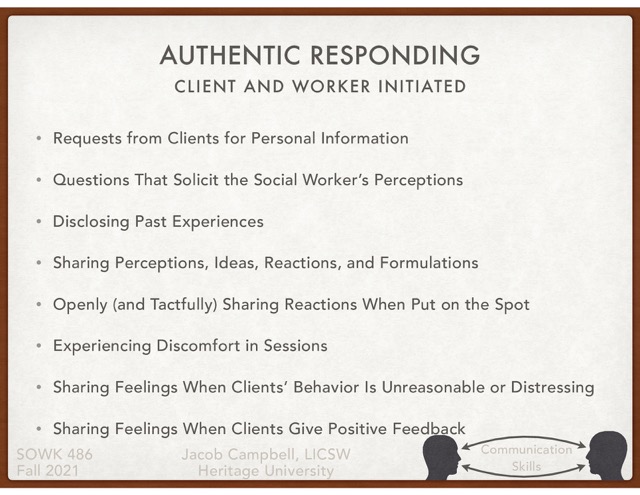 AUTHENTIC RESPONDING
CLIENT AND WORKER INITIATED
• Requests from Clients for Personal Information
• Questions That Solicit the Social Worker's Perceptions
• Disclosing Past Experiences
• Sharing Perceptions, Ideas, Reactions, and Formulations
• Openly (and Tactfully) Sharing Reactions When Put on the Spot
• Experiencing Discomfort in Sessions
• Sharing Feelings When Clients' Behavior Is Unreasonable or Distressing
• Sharing Feelings When Clients Give Positive Feedback
SOWK 486
Fall 2021
Jacob Campbell, LICSW
Heritage University
Communication
Skills